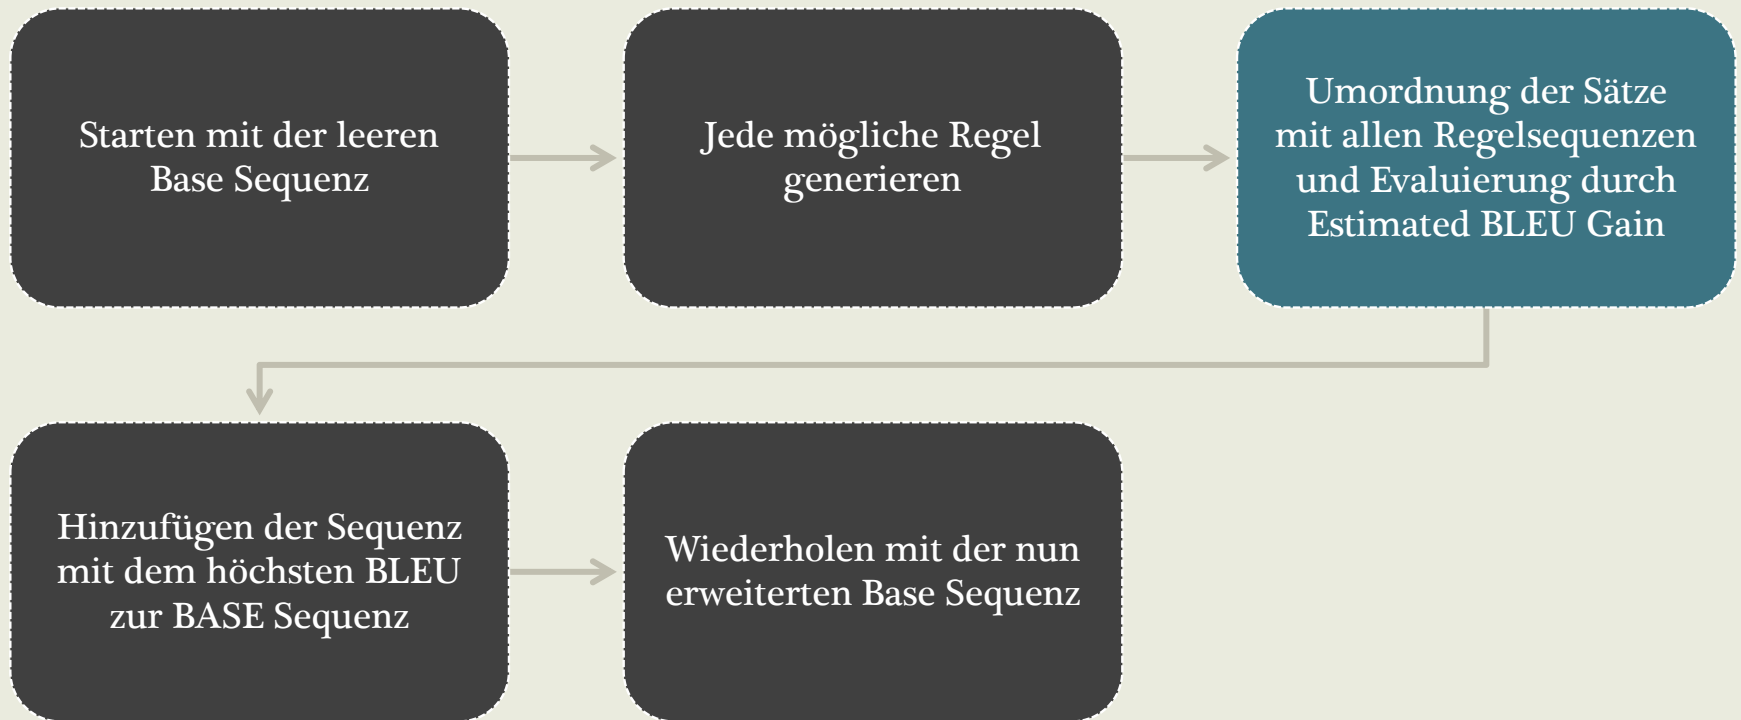 Starten mit der leeren
Base Sequenz
Jede mögliche Regel
generieren
Umordnung der Sätze
mit allen Regelsequenzen
und Evaluierung durch
Estimated BLEU Gain
Hinzufügen der Sequenz
mit dem höchsten BLEU
zur BASE Sequenz
Wiederholen mit der nun
erweiterten Base Sequenz